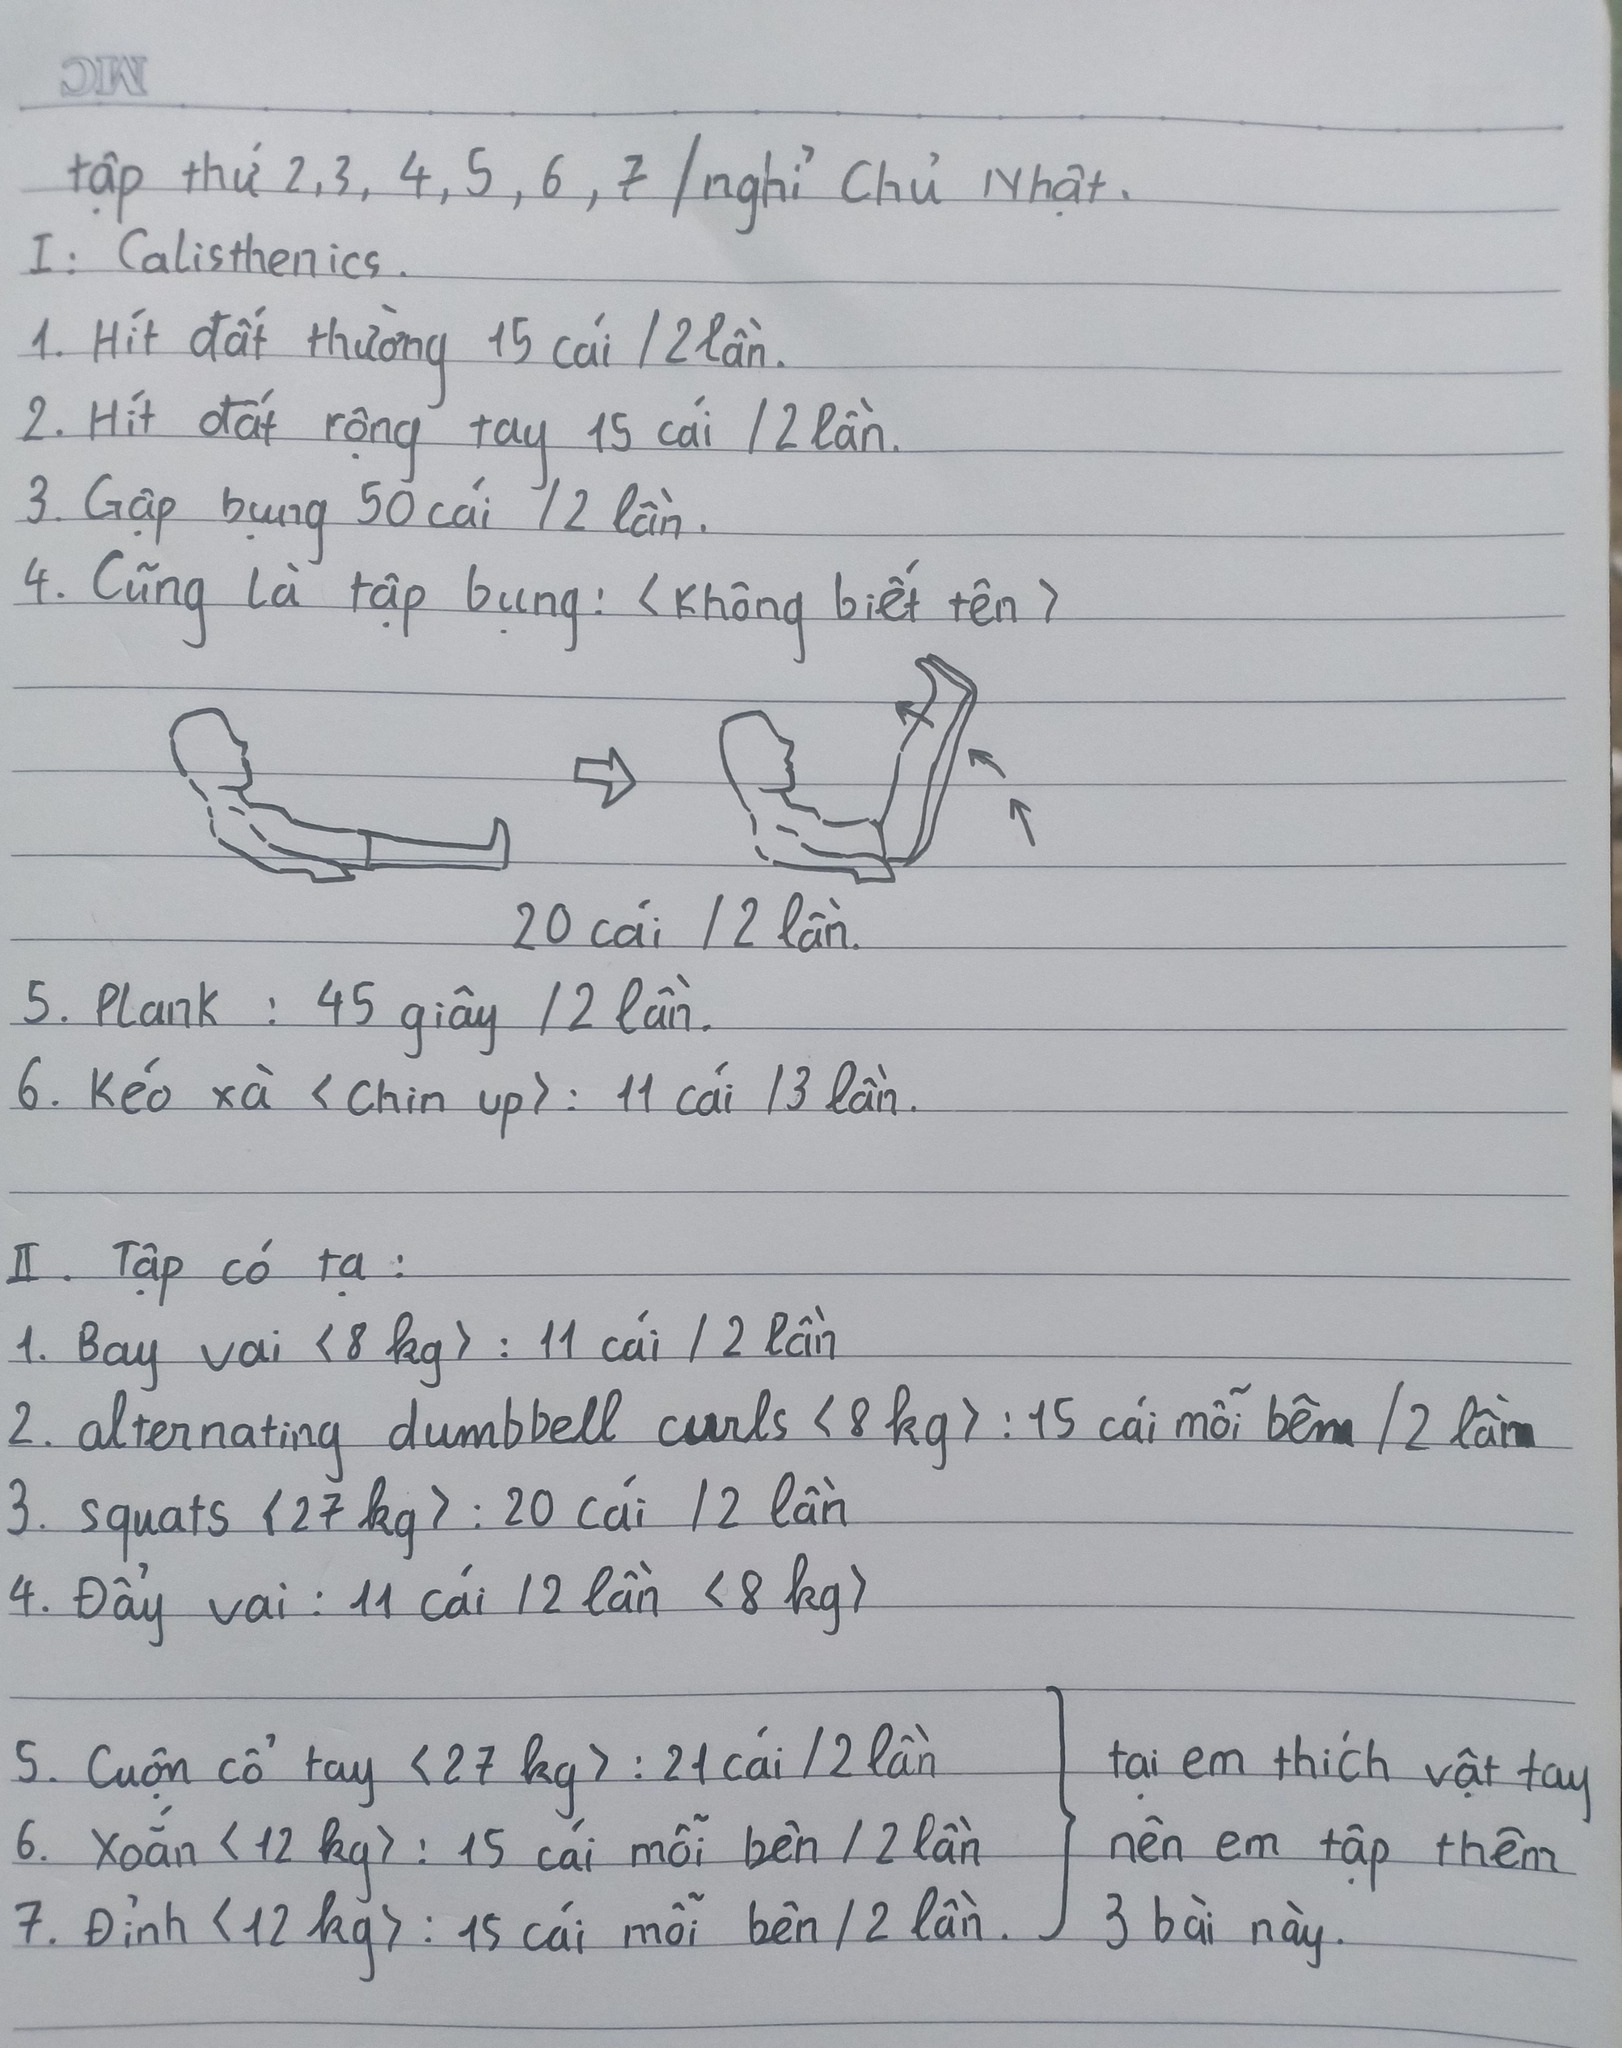 MC
tập thứ 2,3, 4, 5, 6, 7 / nghỉ Chủ Nhật.
I: Calisthenics.
1. Hít đất thường 15 cái / 2 lần.
2. Hít đất rộng tay 15 cái / 2 lần.
3. Gập bụng 50 cái / 2 lần.
4. Cũng là tập bụng: <Không biết tên>
20 cái / 2 lần.
5. Plank : 45 giây / 2 lần.
6. Kéo xà <Chin up>: 11 cái / 3 lần.
II. Tập có tạ:
1. Bay vai <8 kg>: 11 cái / 2 lần
2. alternating dumbbell curls <8 kg>: 15 cái mỗi bên / 2 lần
3. squats <27 kg>: 20 cái / 2 lần
4. Đẩy vai: 11 cái / 2 lần <8 kg>
5. Cuộn cổ tay <27 kg>: 21 cái / 2 lần
6. Xoắn <12 kg>: 15 cái mỗi bên / 2 lần
7. Đỉnh <12 kg>: 15 cái mỗi bên / 2 lần.
tại em thích vật tay
nên em tập thêm
3 bài này.